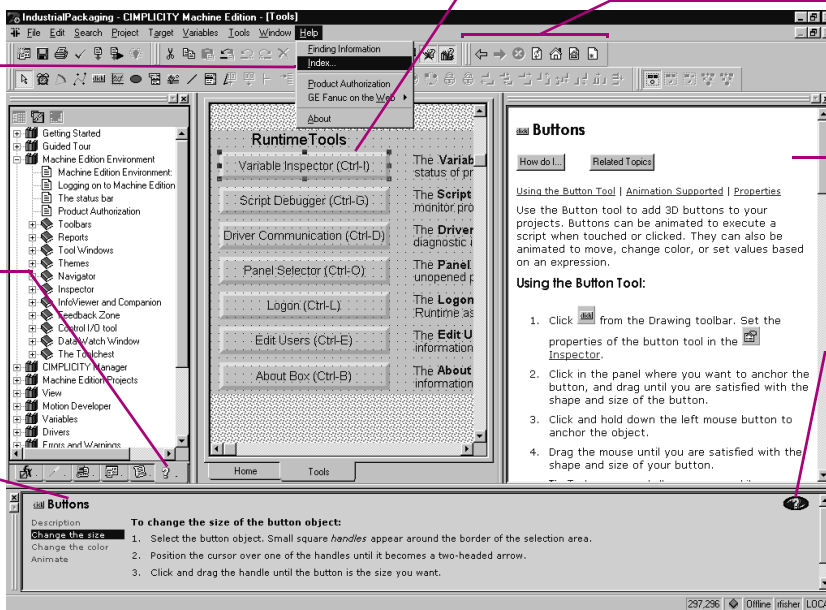 IndustrialPackaging - CIMPLICITY Machine Edition - [Tools]
File Edit Search Project Target Variables Tools Window Help
Finding Information
Index...
Product Authorization
GE Fanuc on the Web
About
Getting Started
Guided Tour
Machine Edition Environment
Machine Edition Environment:
Logging on to Machine Edition
The status bar
Product Authorization
Toolbars
Reports
Tool Windows
Themes
Navigator
Inspector
InfoViewer and Companion
Feedback Zone
Control I/O tool
Data Watch Window
The Toolchest
CIMPLICITY Manager
Machine Edition Projects
View
Motion Developer
Variables
Drivers
Errors and Warnings
RuntimeTools
Variable Inspector (Ctrl-I)
The Variab
status of pr
Script Debugger (Ctrl-G)
The Script
monitor pro
Driver Communication (Ctrl-D)
The Driver
diagnostic i
Panel Selector (Ctrl-O)
The Panel
unopened p
Logon (Ctrl-L)
The Logon
Runtime as
Edit Users (Ctrl-E)
The Edit U
information
About Box (Ctrl-B)
The About
information
Home
Tools
Buttons
How do I...
Related Topics
Using the Button Tool | Animation Supported | Properties
Use the Button tool to add 3D buttons to your
projects. Buttons can be animated to execute a
script when touched or clicked. They can also be
animated to move, change color, or set values based
on an expression.
Using the Button Tool:
1. Click from the Drawing toolbar. Set the
properties of the button tool in the
Inspector.
2. Click in the panel where you want to anchor the
button, and drag until you are satisfied with the
shape and size of the button.
3. Click and hold down the left mouse button to
anchor the object.
4. Drag the mouse until you are satisfied with the
shape and size of your button.
Buttons
Description
Change the size
Change the color
Animate
To change the size of the button object:
1. Select the button object. Small square handles appear around the border of the selection area.
2. Position the cursor over one of the handles until it becomes a two-headed arrow.
3. Click and drag the handle until the button is the size you want.
297,296
Offline
rfisher
LOCA